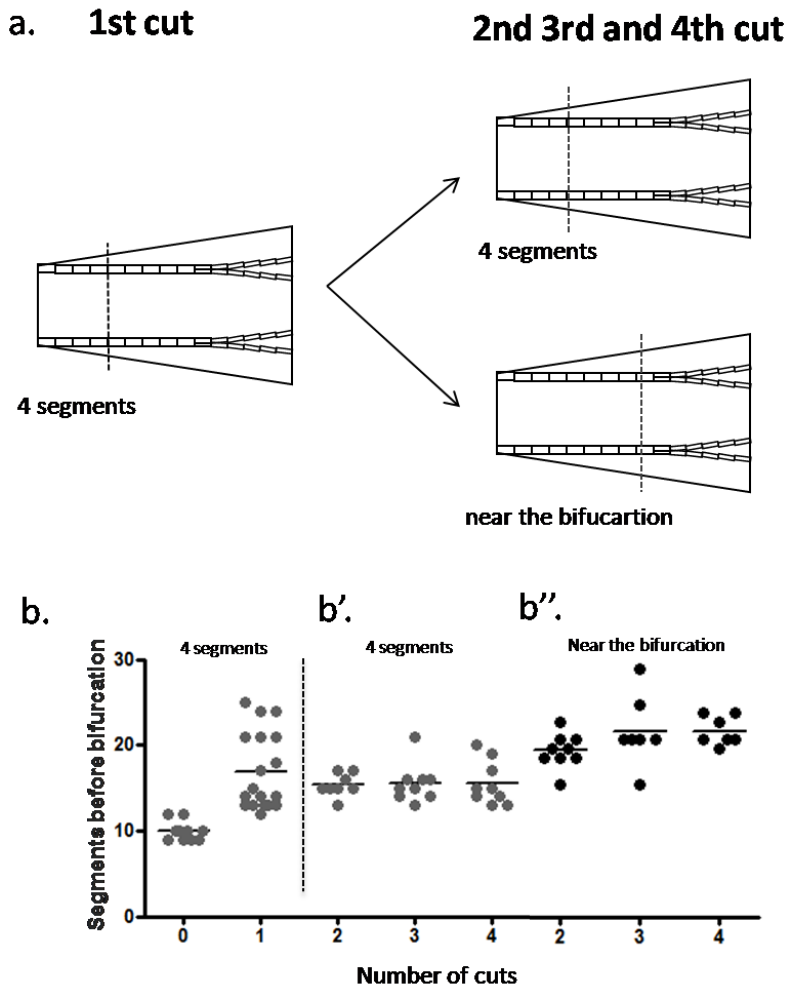 a.
1st cut
2nd 3rd and 4th cut
4 segments
4 segments
near the bifucartion
b.
b’.
b’’.
4 segments
4 segments
Near the bifurcation
Segments before bifurcation
30
20
10
0
0 1 2 3 4 2 3 4
Number of cuts